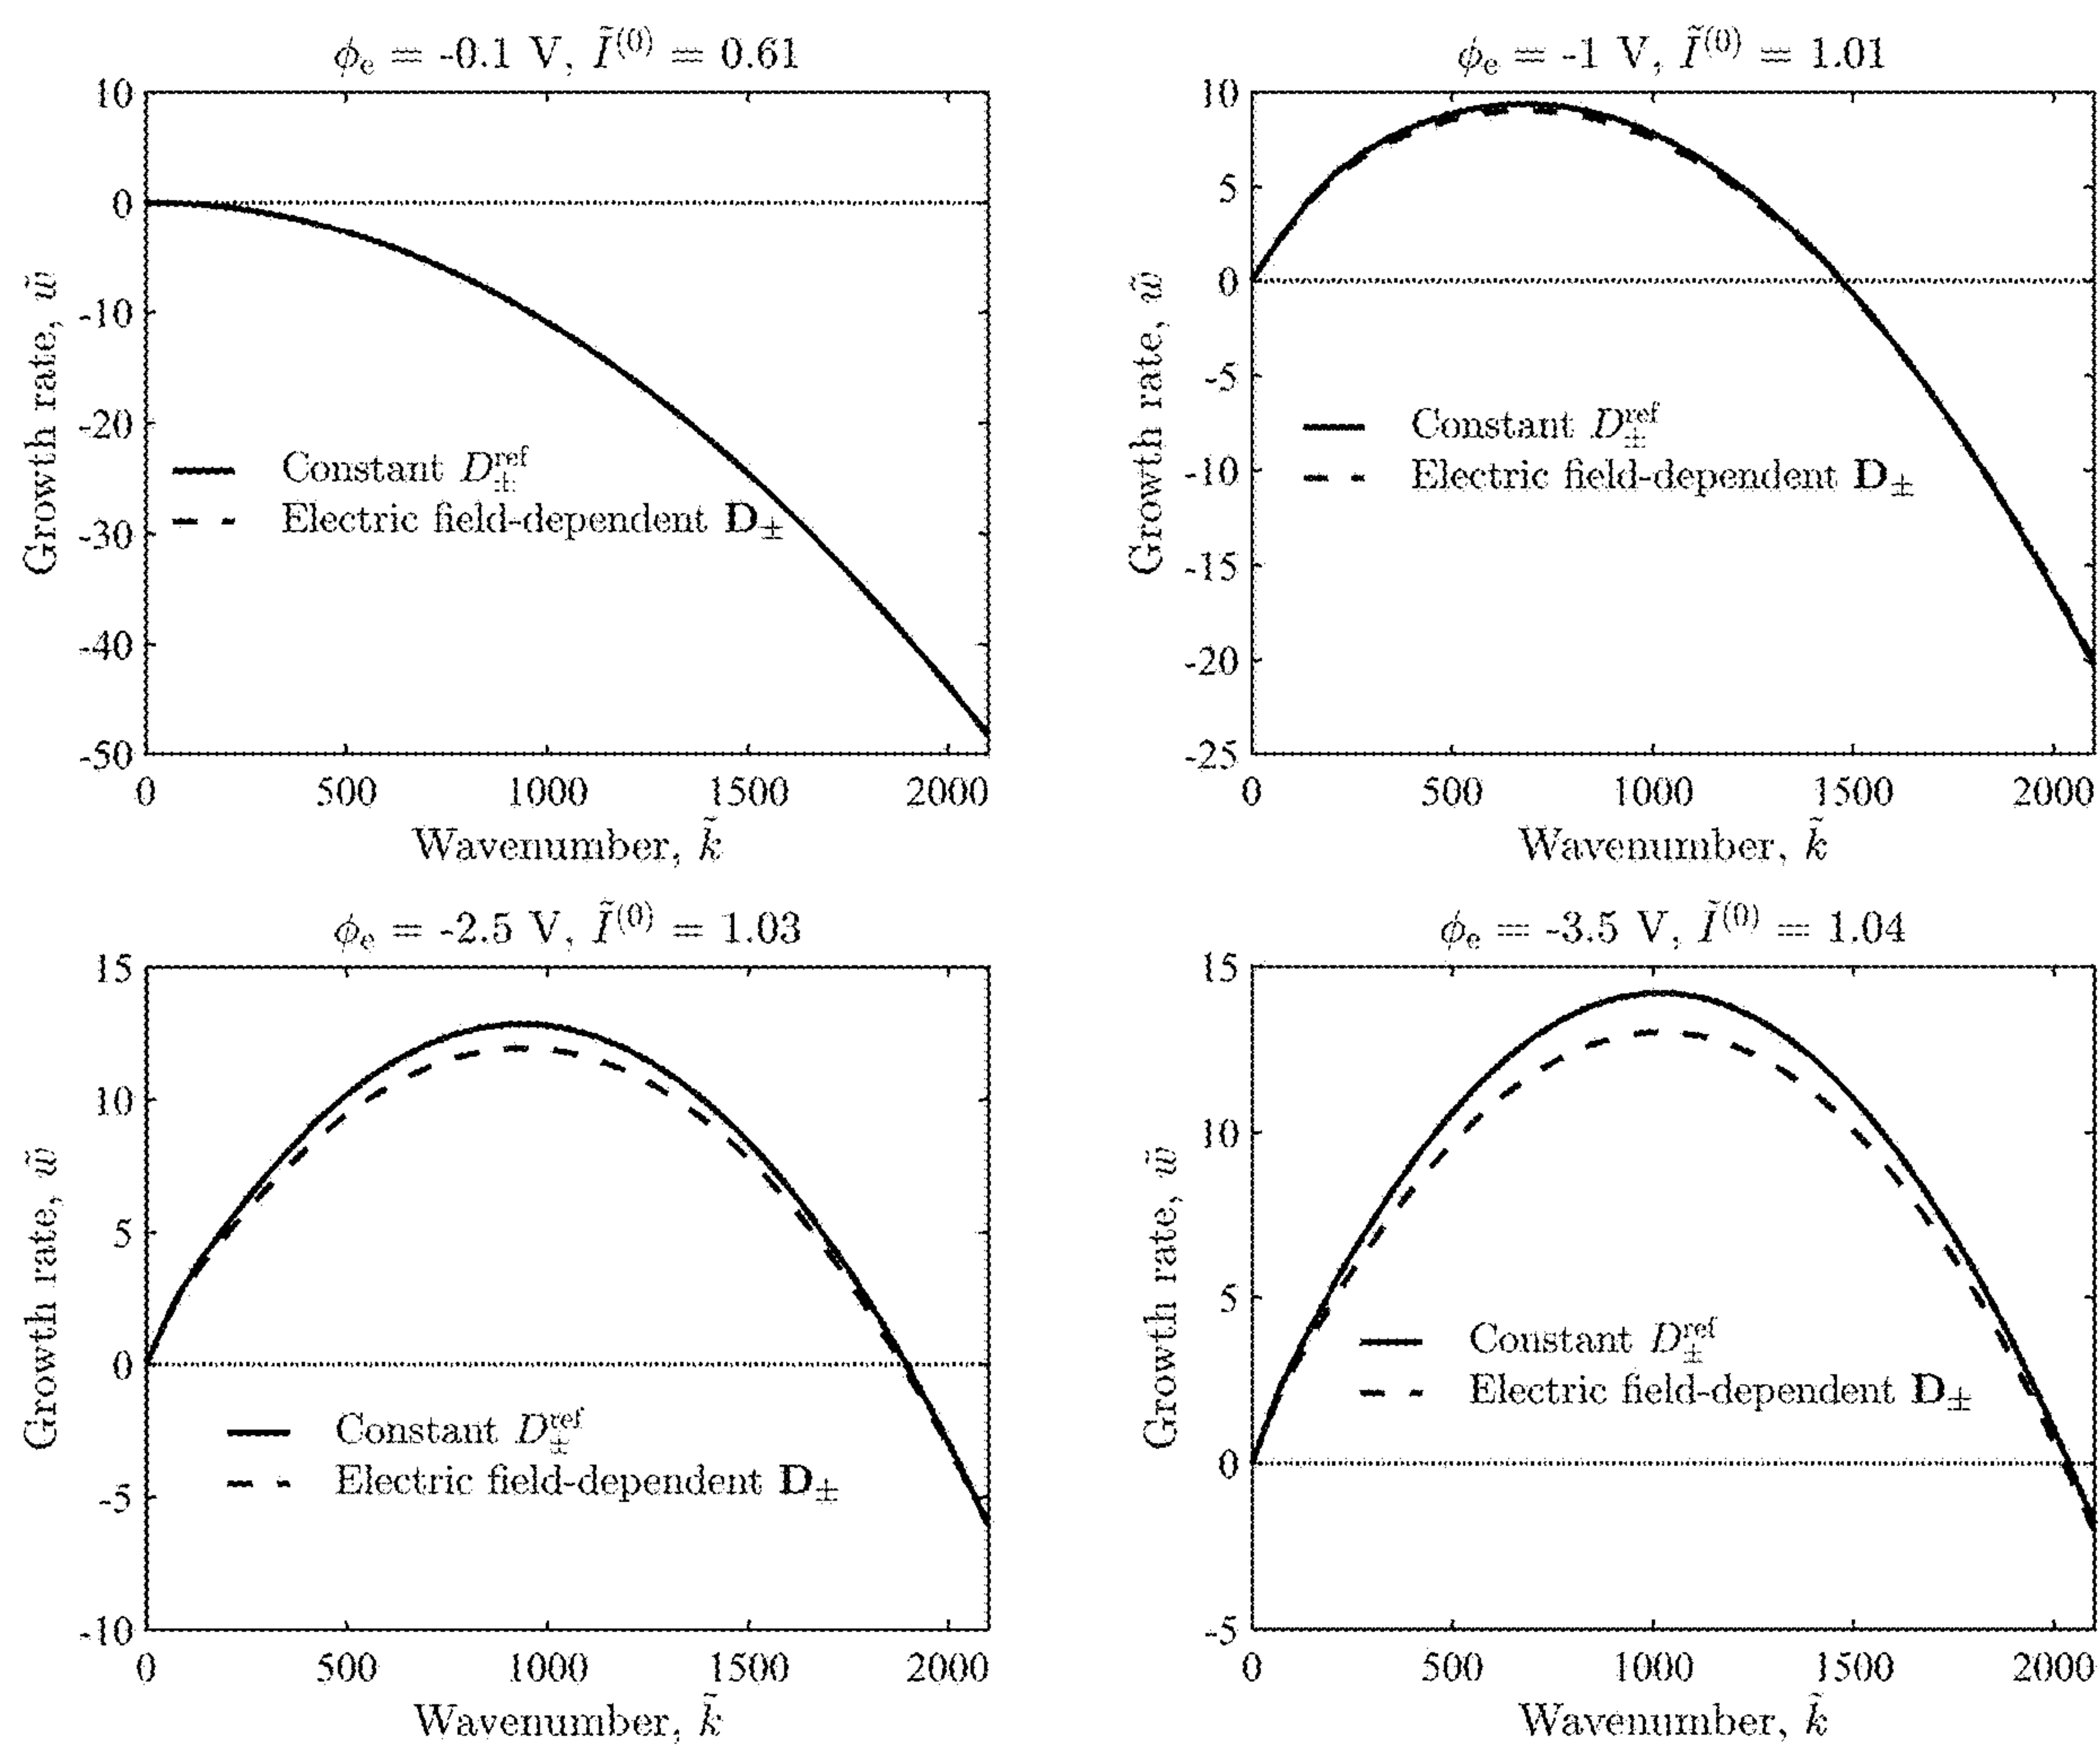 ϕₑ = -0.1 V, Ĩ⁽⁰⁾ = 0.61
10
0
-10
-20
-30
-40
-50
Growth rate, w̃
Constant D±^ref
Electric field-dependent D±
0 500 1000 1500 2000
Wavenumber, k̃
ϕₑ = -1 V, Ĩ⁽⁰⁾ = 1.01
10
5
0
-5
-10
-15
-20
-25
Growth rate, w̃
Constant D±^ref
Electric field-dependent D±
0 500 1000 1500 2000
Wavenumber, k̃
ϕₑ = -2.5 V, Ĩ⁽⁰⁾ = 1.03
15
10
5
0
-5
-10
Growth rate, w̃
Constant D±^ref
Electric field-dependent D±
0 500 1000 1500 2000
Wavenumber, k̃
ϕₑ = -3.5 V, Ĩ⁽⁰⁾ = 1.04
15
10
5
0
-5
Growth rate, w̃
Constant D±^ref
Electric field-dependent D±
0 500 1000 1500 2000
Wavenumber, k̃